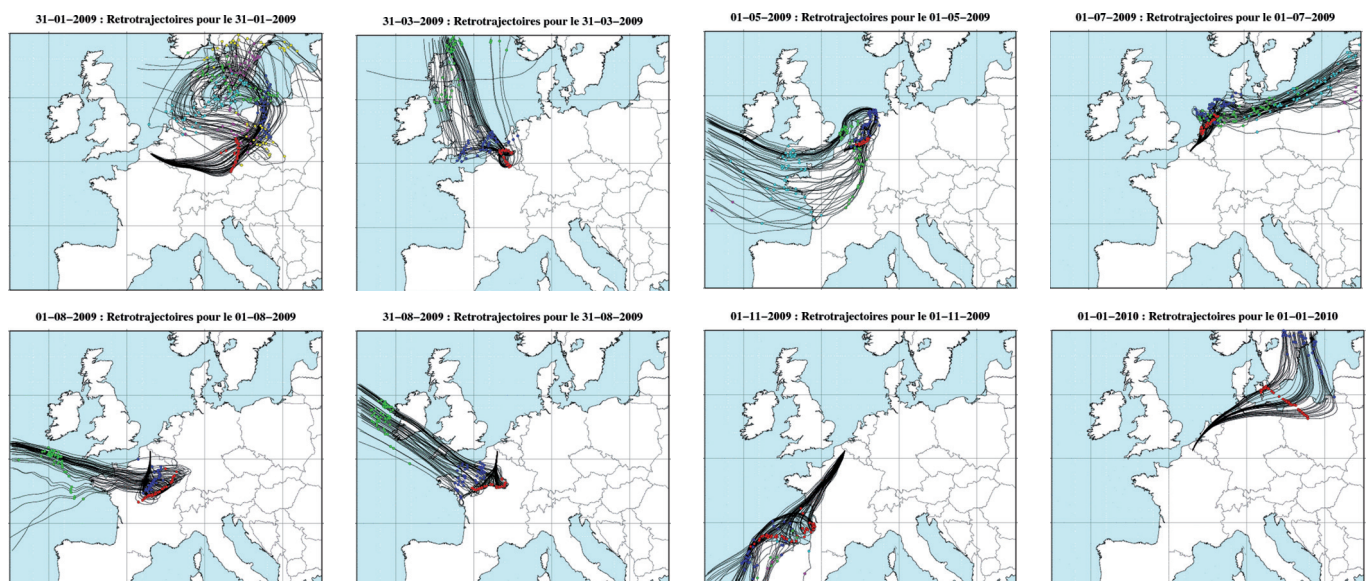 31–01–2009 : Retrotrajectoires pour le 31–01–2009
31–03–2009 : Retrotrajectoires pour le 31–03–2009
01–05–2009 : Retrotrajectoires pour le 01–05–2009
01–07–2009 : Retrotrajectoires pour le 01–07–2009
01–08–2009 : Retrotrajectoires pour le 01–08–2009
31–08–2009 : Retrotrajectoires pour le 31–08–2009
01–11–2009 : Retrotrajectoires pour le 01–11–2009
01–01–2010 : Retrotrajectoires pour le 01–01–2010